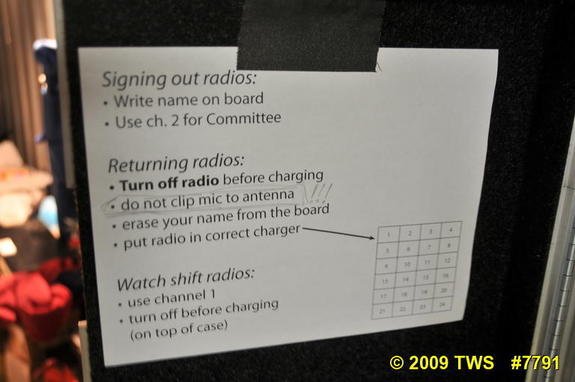 Signing out radios:
• Write name on board
• Use ch. 2 for Committee
Returning radios:
• Turn off radio before charging
• do not clip mic to antenna !!!
• erase your name from the board
• put radio in correct charger
1 2 3 4
5 6 7 8
9 10 11 12
13 14 15 16
17 18 19 20
21 22 23 24
Watch shift radios:
• use channel 1
• turn off before charging
(on top of case)
© 2009 TWS #7791